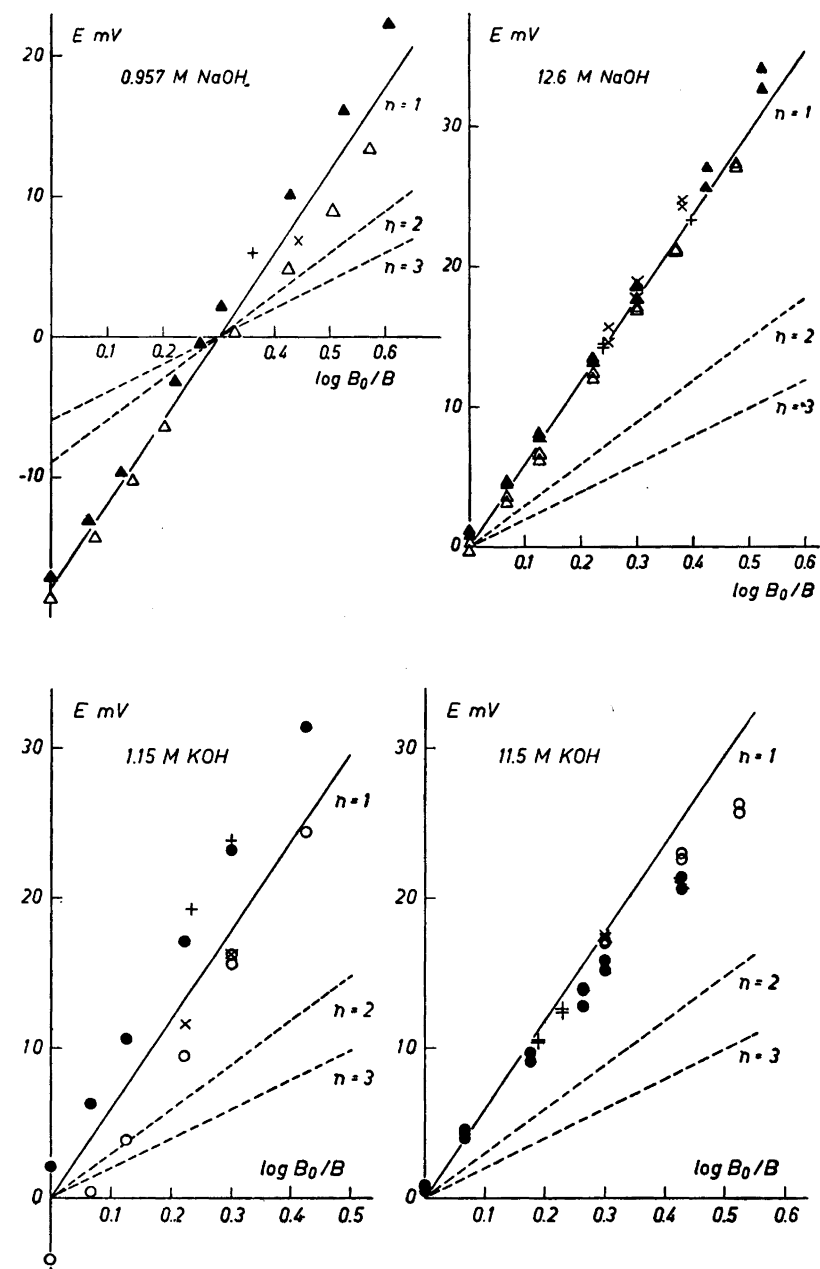 E mV
0.957 M NaOH
20
10
0
-10
n = 1
n = 2
n = 3
0.1 0.2 0.4 0.5 0.6
log B₀/B
E mV
12.6 M NaOH
30
20
10
0
n = 1
n = 2
n = 3
0.1 0.2 0.3 0.4 0.5 0.6
log B₀/B
E mV
1.15 M KOH
30
20
10
0
n = 1
n = 2
n = 3
log B₀/B
0.1 0.2 0.3 0.4 0.5
E mV
11.5 M KOH
30
20
10
0
n = 1
n = 2
n = 3
log B₀/B
0.1 0.2 0.3 0.4 0.5 0.6